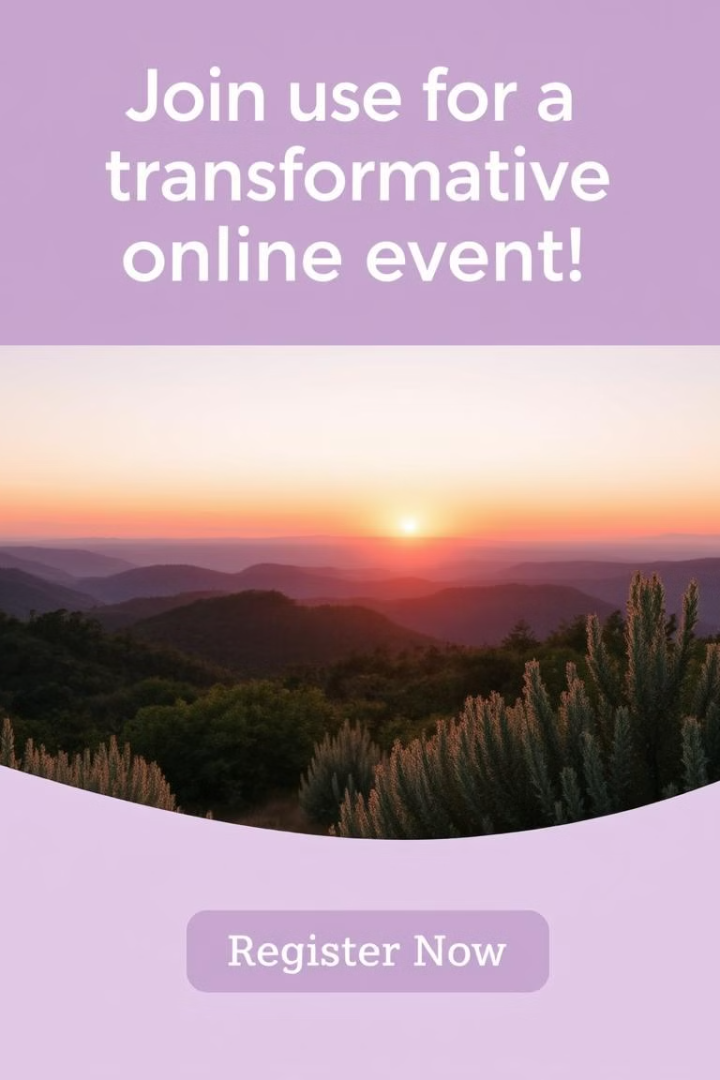 Join use for a
transformative
online event!
Register Now